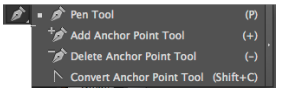 Pen Tool (P)
Add Anchor Point Tool (+)
Delete Anchor Point Tool (-)
Convert Anchor Point Tool (Shift+C)